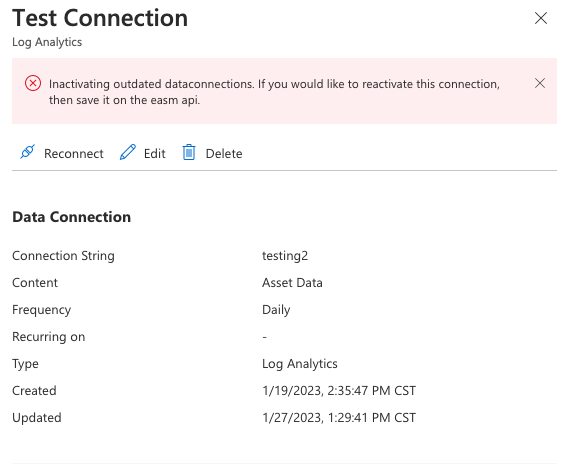 Test Connection
Log Analytics
Inactivating outdated dataconnections. If you would like to reactivate this connection,
then save it on the easm api.
Reconnect Edit Delete
Data Connection
Connection String testing2
Content Asset Data
Frequency Daily
Recurring on -
Type Log Analytics
Created 1/19/2023, 2:35:47 PM CST
Updated 1/27/2023, 1:29:41 PM CST